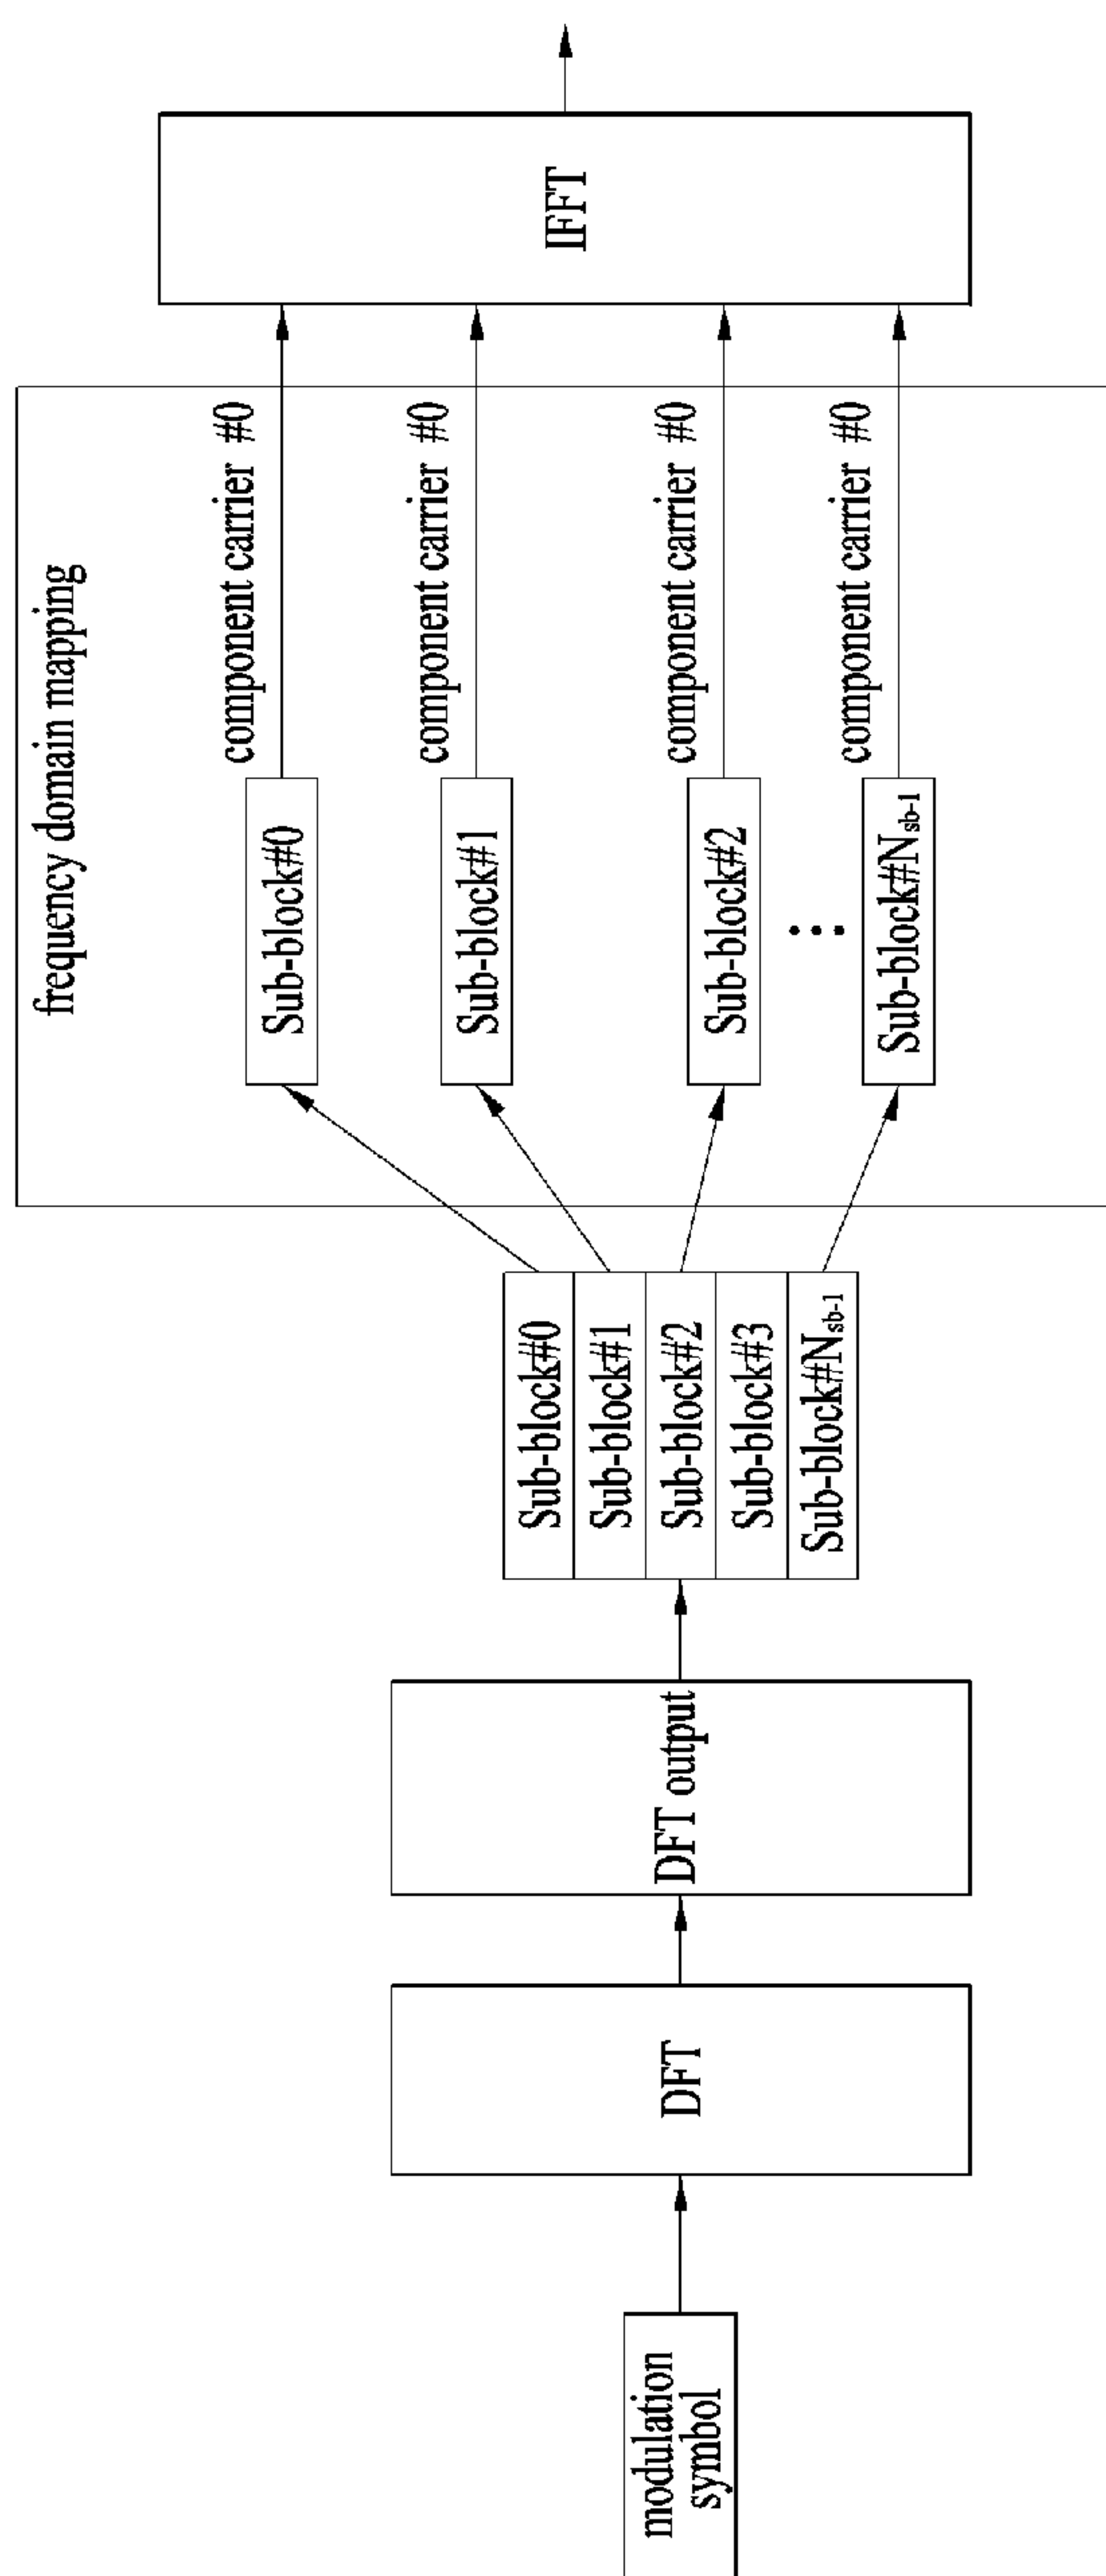 modulation
symbol
DFT
DFT output
Sub-block#0
Sub-block#1
Sub-block#2
Sub-block#3
Sub-block#Nsb-1
frequency domain mapping
Sub-block#0
component carrier #0
Sub-block#1
component carrier #0
Sub-block#2
component carrier #0
Sub-block#Nsb-1
component carrier #0
IFFT